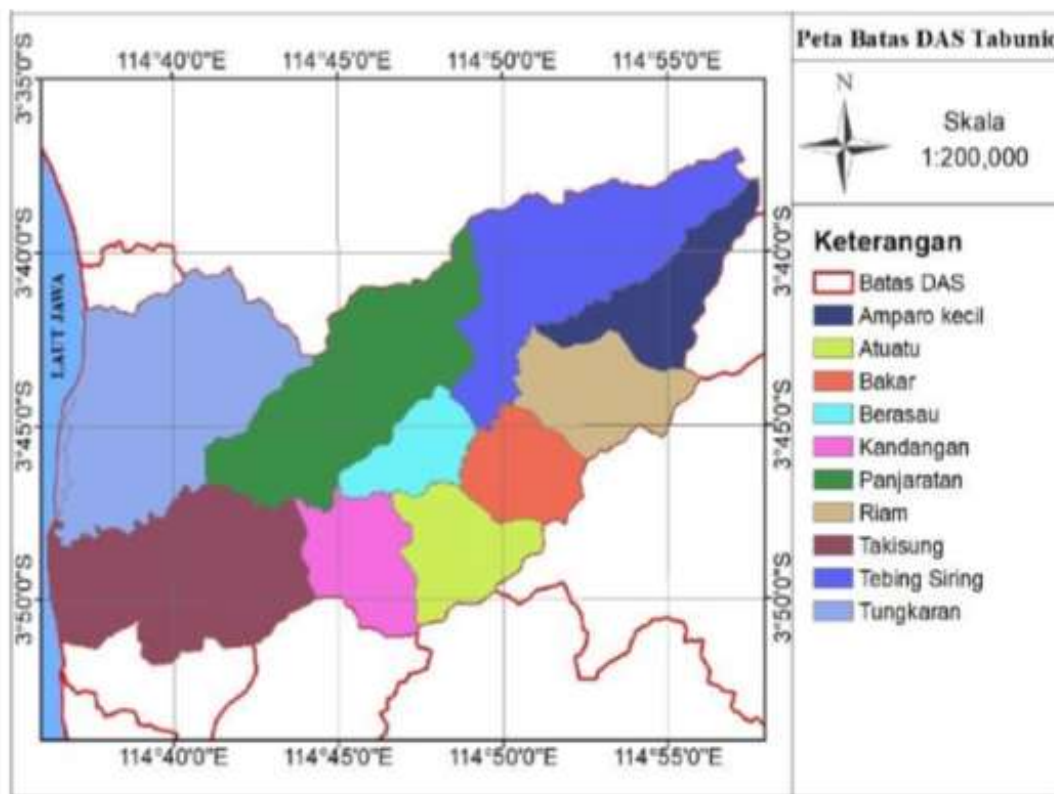 Peta Batas DAS Tabunio
N
Skala
1:200,000
Keterangan
Batas DAS
Amparo kecil
Atuatu
Bakar
Berasau
Kandangan
Panjaratan
Riam
Takisung
Tebing Siring
Tungkaran
114°40'0"E 114°45'0"E 114°50'0"E 114°55'0"E
3°35'0"S
3°40'0"S 3°40'0"S
3°45'0"S 3°45'0"S
3°50'0"S 3°50'0"S
LAUT JAWA
114°40'0"E 114°45'0"E 114°50'0"E 114°55'0"E